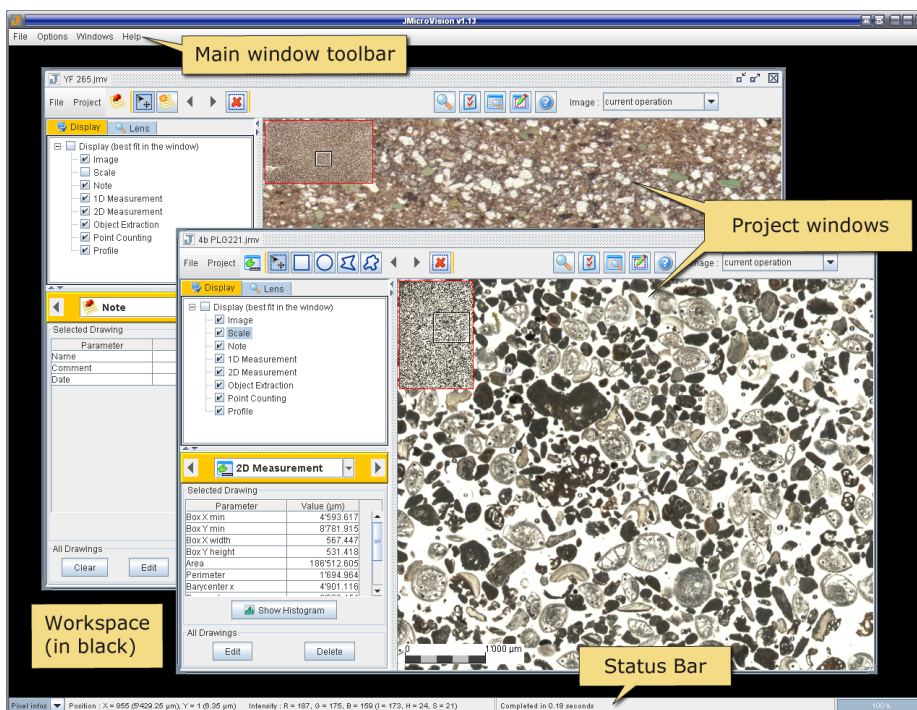 JMicroVision v1.13
File Options Windows Help
Main window toolbar
YF 265.jmv
File Project
Image : current operation
Display Lens
Display (best fit in the window)
Image
Scale
Note
1D Measurement
2D Measurement
Object Extraction
Point Counting
Profile
Project windows
Note
Selected Drawing
Parameter
Name
Comment
Date
All Drawings
Clear Edit
4b PLG221.jmv
File Project
Image : current operation
Display Lens
Display (best fit in the window)
Image
Scale
Note
1D Measurement
2D Measurement
Object Extraction
Point Counting
Profile
2D Measurement
Selected Drawing
Parameter Value (µm)
Box X min 4'593.617
Box Y min 8'781.915
Box X width 567.447
Box Y height 531.418
Area 186'512.605
Perimeter 1'694.964
Barycenter x 4'901.116
Show Histogram
All Drawings
Edit Delete
0 1'000 µm
Workspace
(in black)
Status Bar
Pixel infos Position : X = 855 (5'429.25 µm), Y = 1 (6.35 µm) Intensity : R = 187, G = 175, B = 159 (I = 173, H = 24, S = 21) Completed in 0.18 seconds 100%